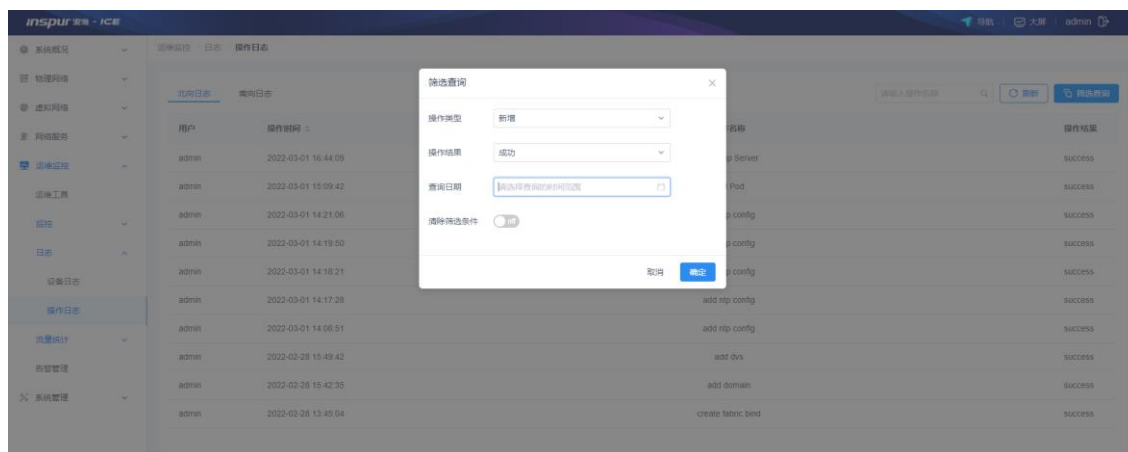 inspur 浪潮 - ICE
导航 大屏 admin
系统概况
物理网络
虚拟网络
网络服务
运维监控
运维工具
监控
日志
设备日志
操作日志
流量统计
告警管理
系统管理
运维监控 日志 操作日志
北向日志 南向日志
请输入操作名称 刷新 筛选查询
用户 操作时间 名称 操作结果
admin 2022-03-01 16:44:09 p Server success
admin 2022-03-01 15:09:42 Pod success
admin 2022-03-01 14:21:06 p config success
admin 2022-03-01 14:19:50 p config success
admin 2022-03-01 14:18:21 p config success
admin 2022-03-01 14:17:28 add ntp config success
admin 2022-03-01 14:06:51 add ntp config success
admin 2022-02-28 15:49:42 add dvs success
admin 2022-02-28 15:42:35 add domain success
admin 2022-02-28 13:49:04 create fabric bind success
筛选查询
操作类型 新增
操作结果 成功
查询日期 请选择查询的时间范围
清除筛选条件 off
取消 确定